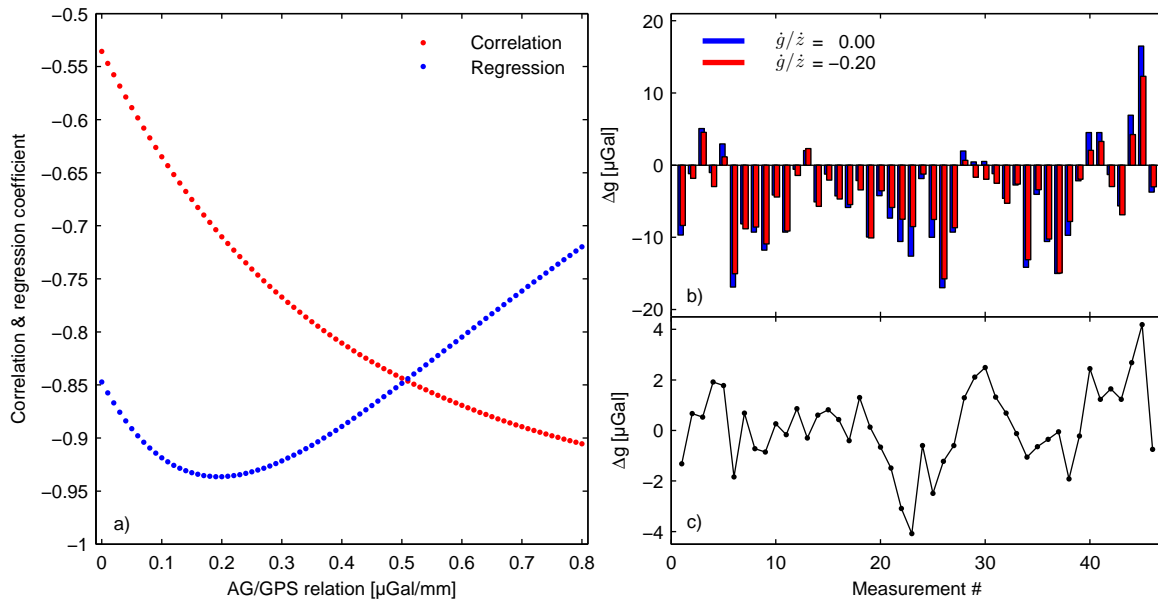 −0.5
−0.55
−0.6
−0.65
−0.7
−0.75
−0.8
−0.85
−0.9
−0.95
−1
Correlation & regression coefficient
Correlation
Regression
a)
0 0.1 0.2 0.3 0.4 0.5 0.6 0.7 0.8
AG/GPS relation [µGal/mm]
20
10
0
−10
−20
Δg [µGal]
ġ/ż = 0.00
ġ/ż = −0.20
b)
4
2
0
−2
−4
Δg [µGal]
c)
0 10 20 30 40
Measurement #